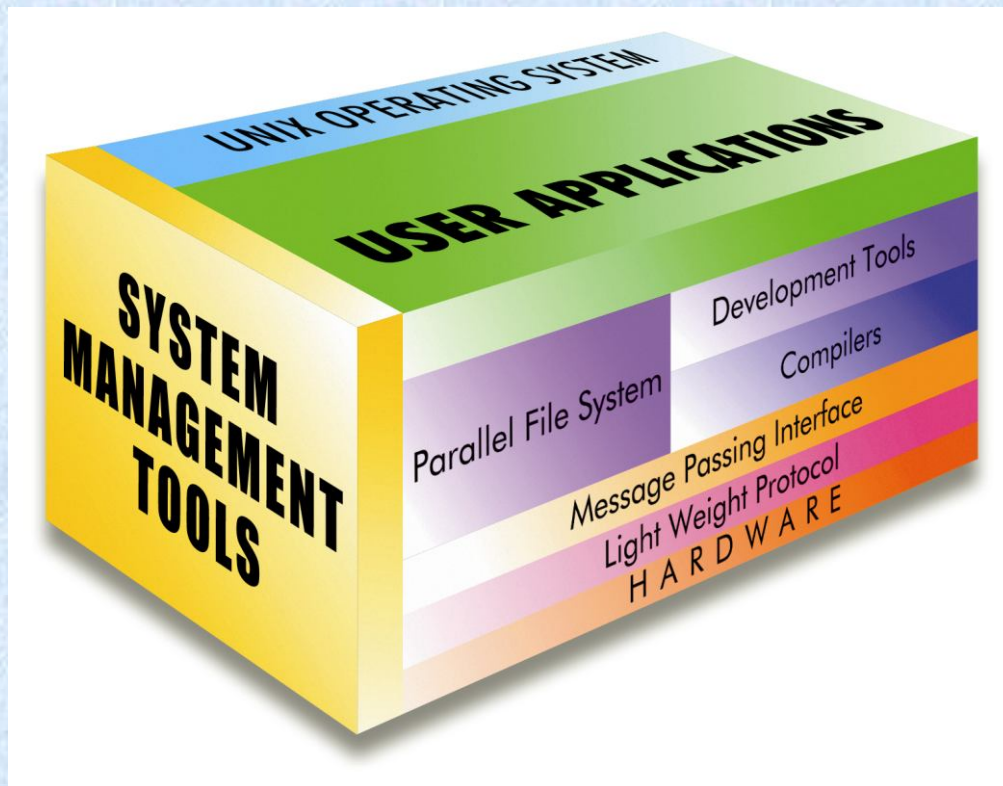 UNIX OPERATING SYSTEM
USER APPLICATIONS
SYSTEM
MANAGEMENT
TOOLS
Parallel File System
Development Tools
Compilers
Message Passing Interface
Light Weight Protocol
HARDWARE